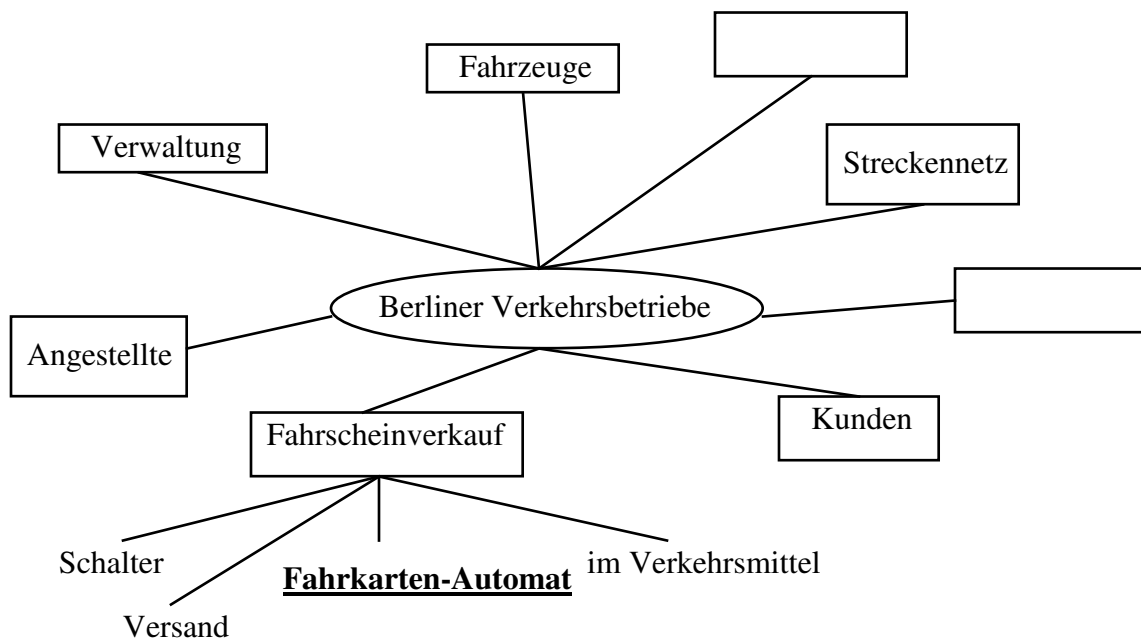 Fahrzeuge
Verwaltung
Streckennetz
Berliner Verkehrsbetriebe
Angestellte
Kunden
Fahrscheinverkauf
Schalter
Fahrkarten-Automat
im Verkehrsmittel
Versand